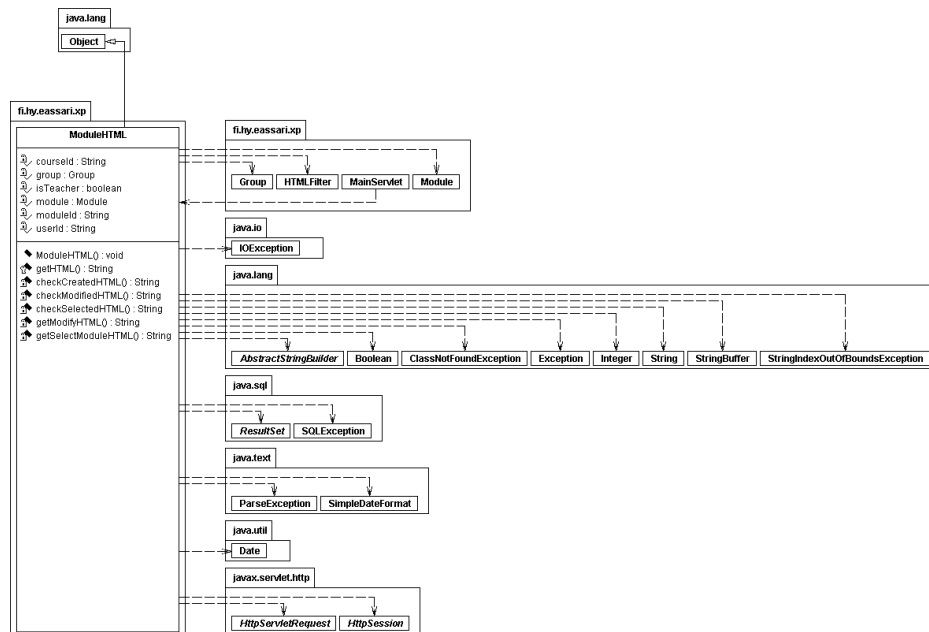 java.lang
Object
fi.hy.eassari.xp
ModuleHTML
courseId : String
group : Group
isTeacher : boolean
module : Module
moduleId : String
userId : String
ModuleHTML() : void
getHTML() : String
checkCreatedHTML() : String
checkModifiedHTML() : String
checkSelectedHTML() : String
getModifyHTML() : String
getSelectModuleHTML() : String
fi.hy.eassari.xp
Group HTMLFilter MainServlet Module
java.io
IOException
java.lang
AbstractStringBuilder Boolean ClassNotFoundException Exception Integer String StringBuffer StringIndexOutOfBoundsException
java.sql
ResultSet SQLException
java.text
ParseException SimpleDateFormat
java.util
Date
javax.servlet.http
HttpServletRequest HttpSession